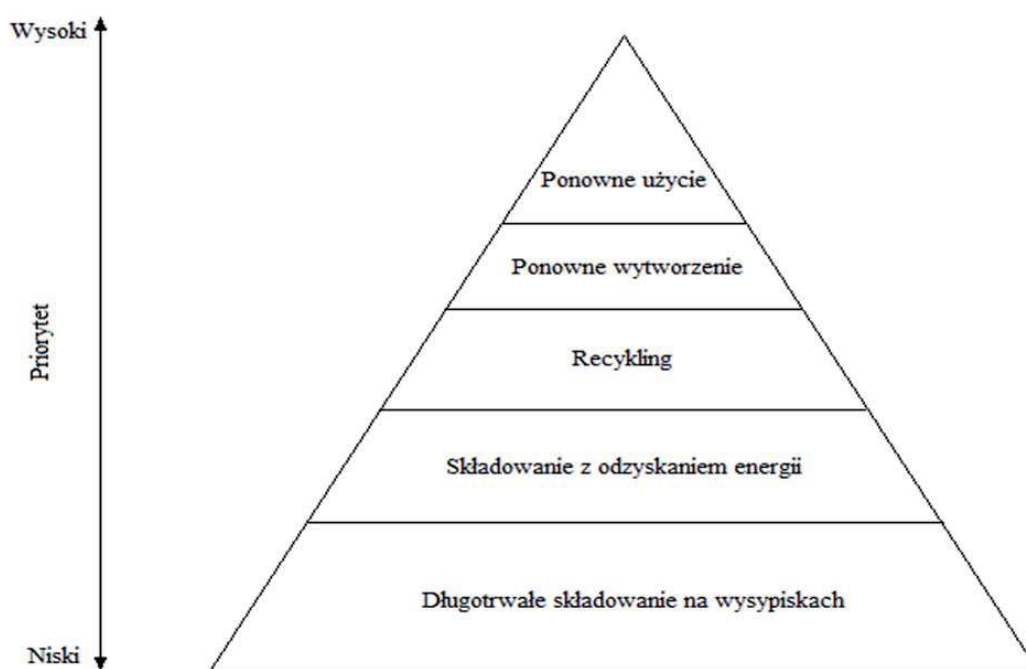 Wysoki
Ponowne użycie
Ponowne wytworzenie
Priorytet
Recykling
Składowanie z odzyskaniem energii
Długotrwałe składowanie na wysypiskach
Niski